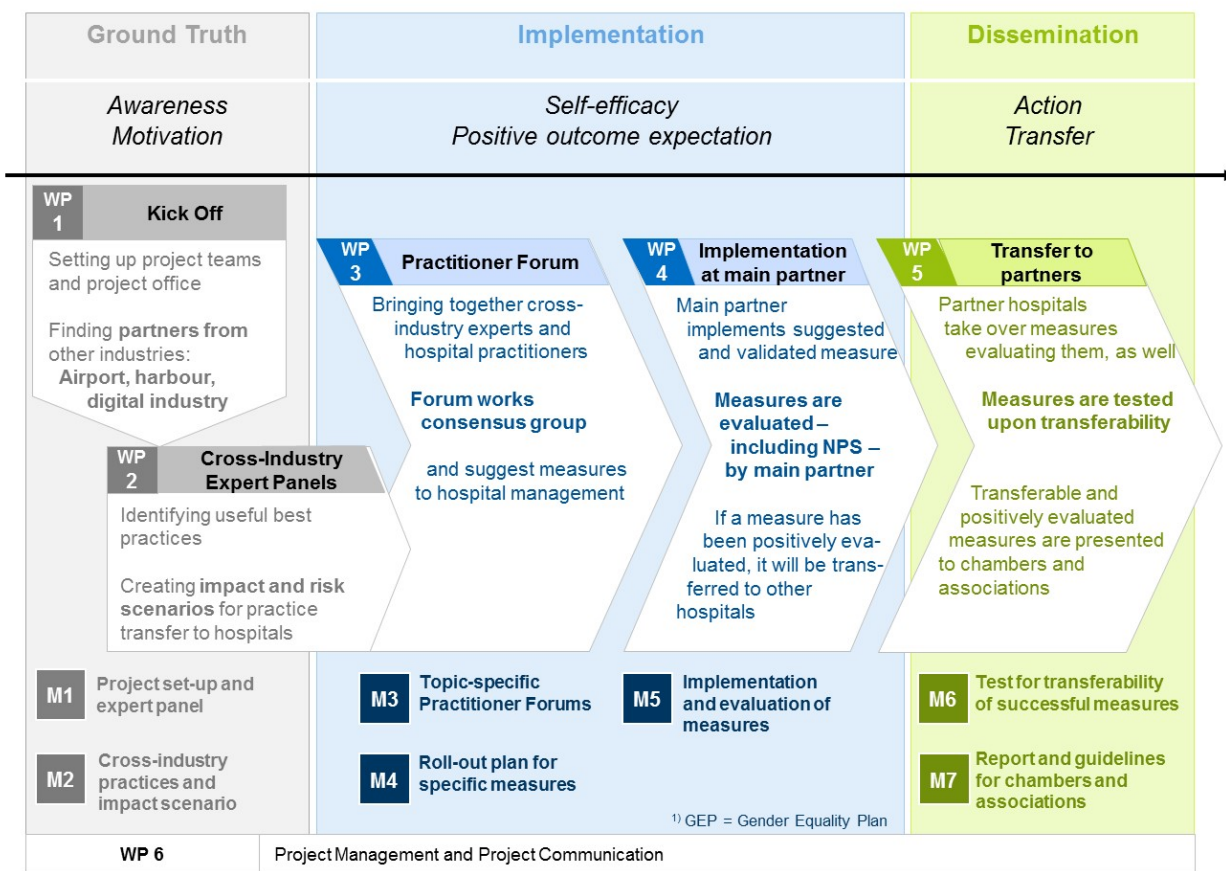 Ground Truth
Implementation
Dissemination
Awareness
Motivation
Self-efficacy
Positive outcome expectation
Action
Transfer
WP
1
Kick Off
Setting up project teams
and project office
Finding partners from
other industries:
Airport, harbour,
digital industry
WP
2
Cross-Industry
Expert Panels
Identifying useful best
practices
Creating impact and risk
scenarios for practice
transfer to hospitals
WP
3
Practitioner Forum
Bringing together cross-
industry experts and
hospital practitioners
Forum works
consensus group
and suggest measures
to hospital management
WP
4
Implementation
at main partner
Main partner
implements suggested
and validated measure
Measures are
evaluated –
including NPS –
by main partner
If a measure has
been positively eva-
luated, it will be trans-
ferred to other
hospitals
WP
5
Transfer to
partners
Partner hospitals
take over measures
evaluating them, as well
Measures are tested
upon transferability
Transferable and
positively evaluated
measures are presented
to chambers and
associations
M1
Project set-up and
expert panel
M2
Cross-industry
practices and
impact scenario
M3
Topic-specific
Practitioner Forums
M4
Roll-out plan for
specific measures
M5
Implementation
and evaluation of
measures
M6
Test for transferability
of successful measures
M7
Report and guidelines
for chambers and
associations
1) GEP = Gender Equality Plan
WP 6
Project Management and Project Communication